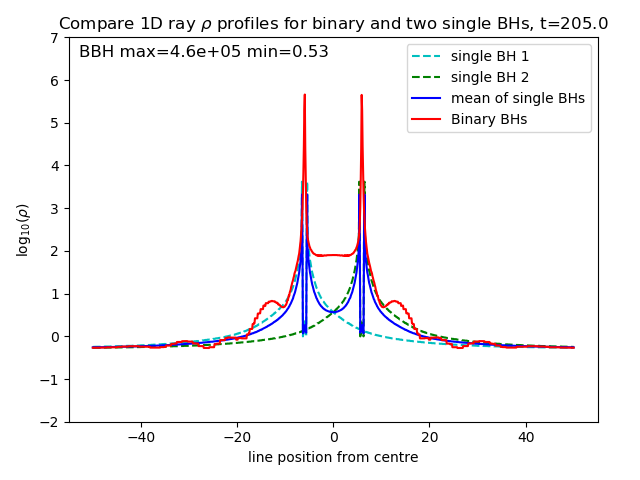 Compare 1D ray ρ profiles for binary and two single BHs, t=205.0
BBH max=4.6e+05 min=0.53
single BH 1
single BH 2
mean of single BHs
Binary BHs
7
6
5
4
3
2
1
0
−1
−2
log₁₀(ρ)
−40 −20 0 20 40
line position from centre